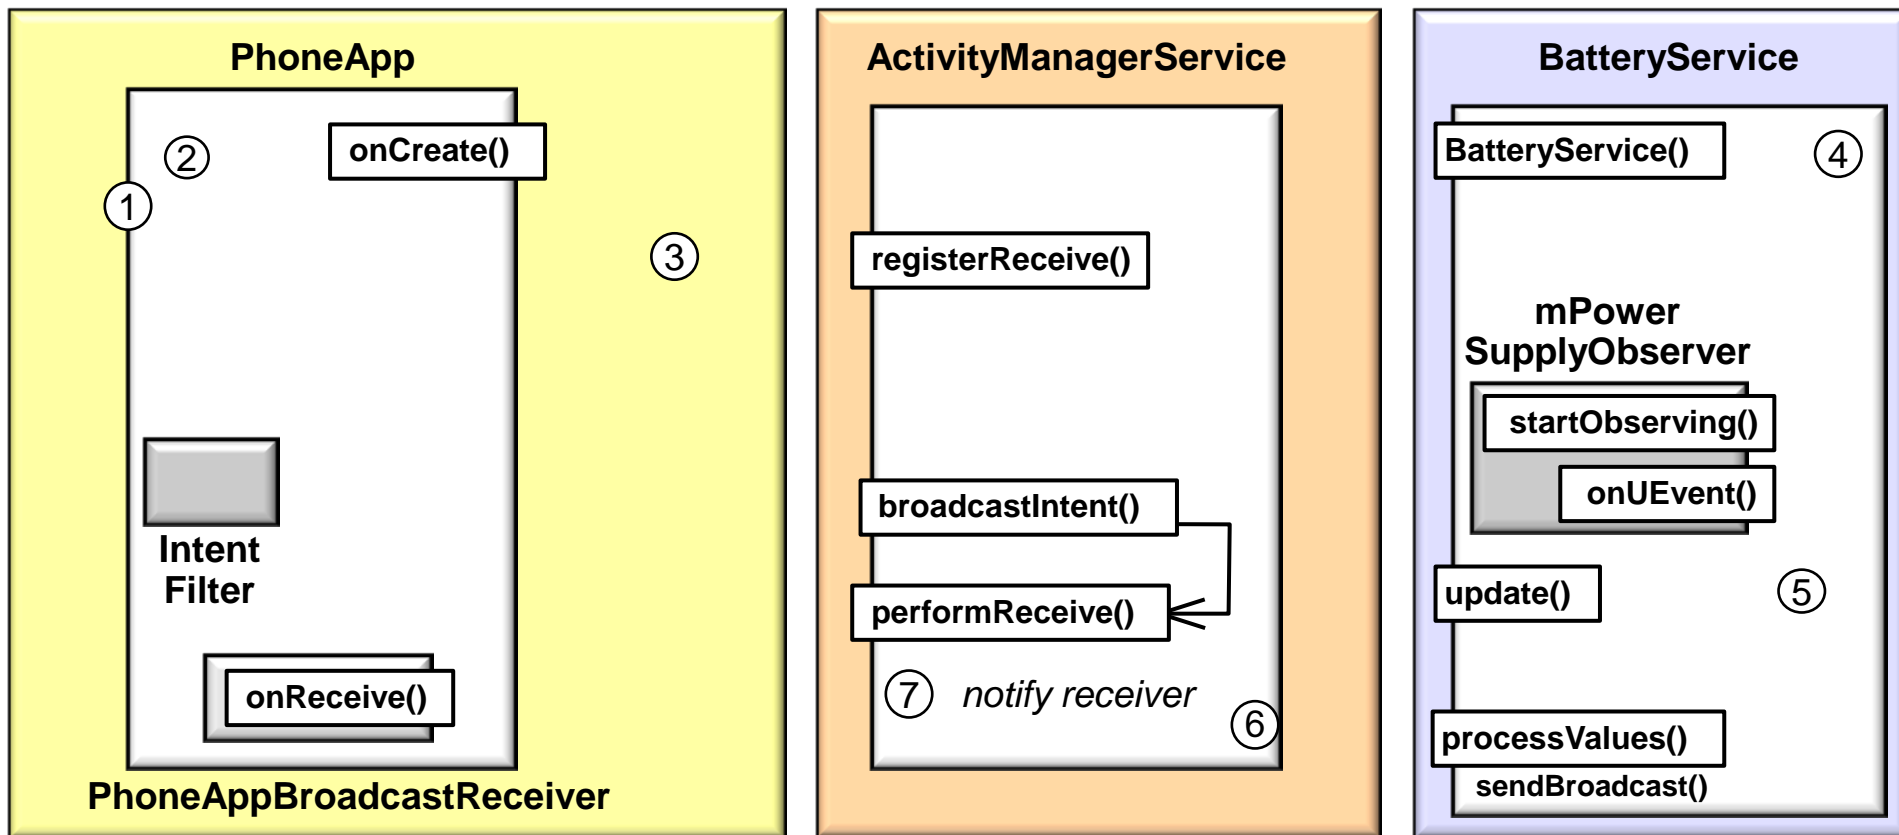 PhoneApp
onCreate()
2
1
3
Intent
Filter
onReceive()
PhoneAppBroadcastReceiver
ActivityManagerService
registerReceive()
broadcastIntent()
performReceive()
7 notify receiver
6
BatteryService
BatteryService()
4
mPower
SupplyObserver
startObserving()
onUEvent()
update()
5
processValues()
sendBroadcast()